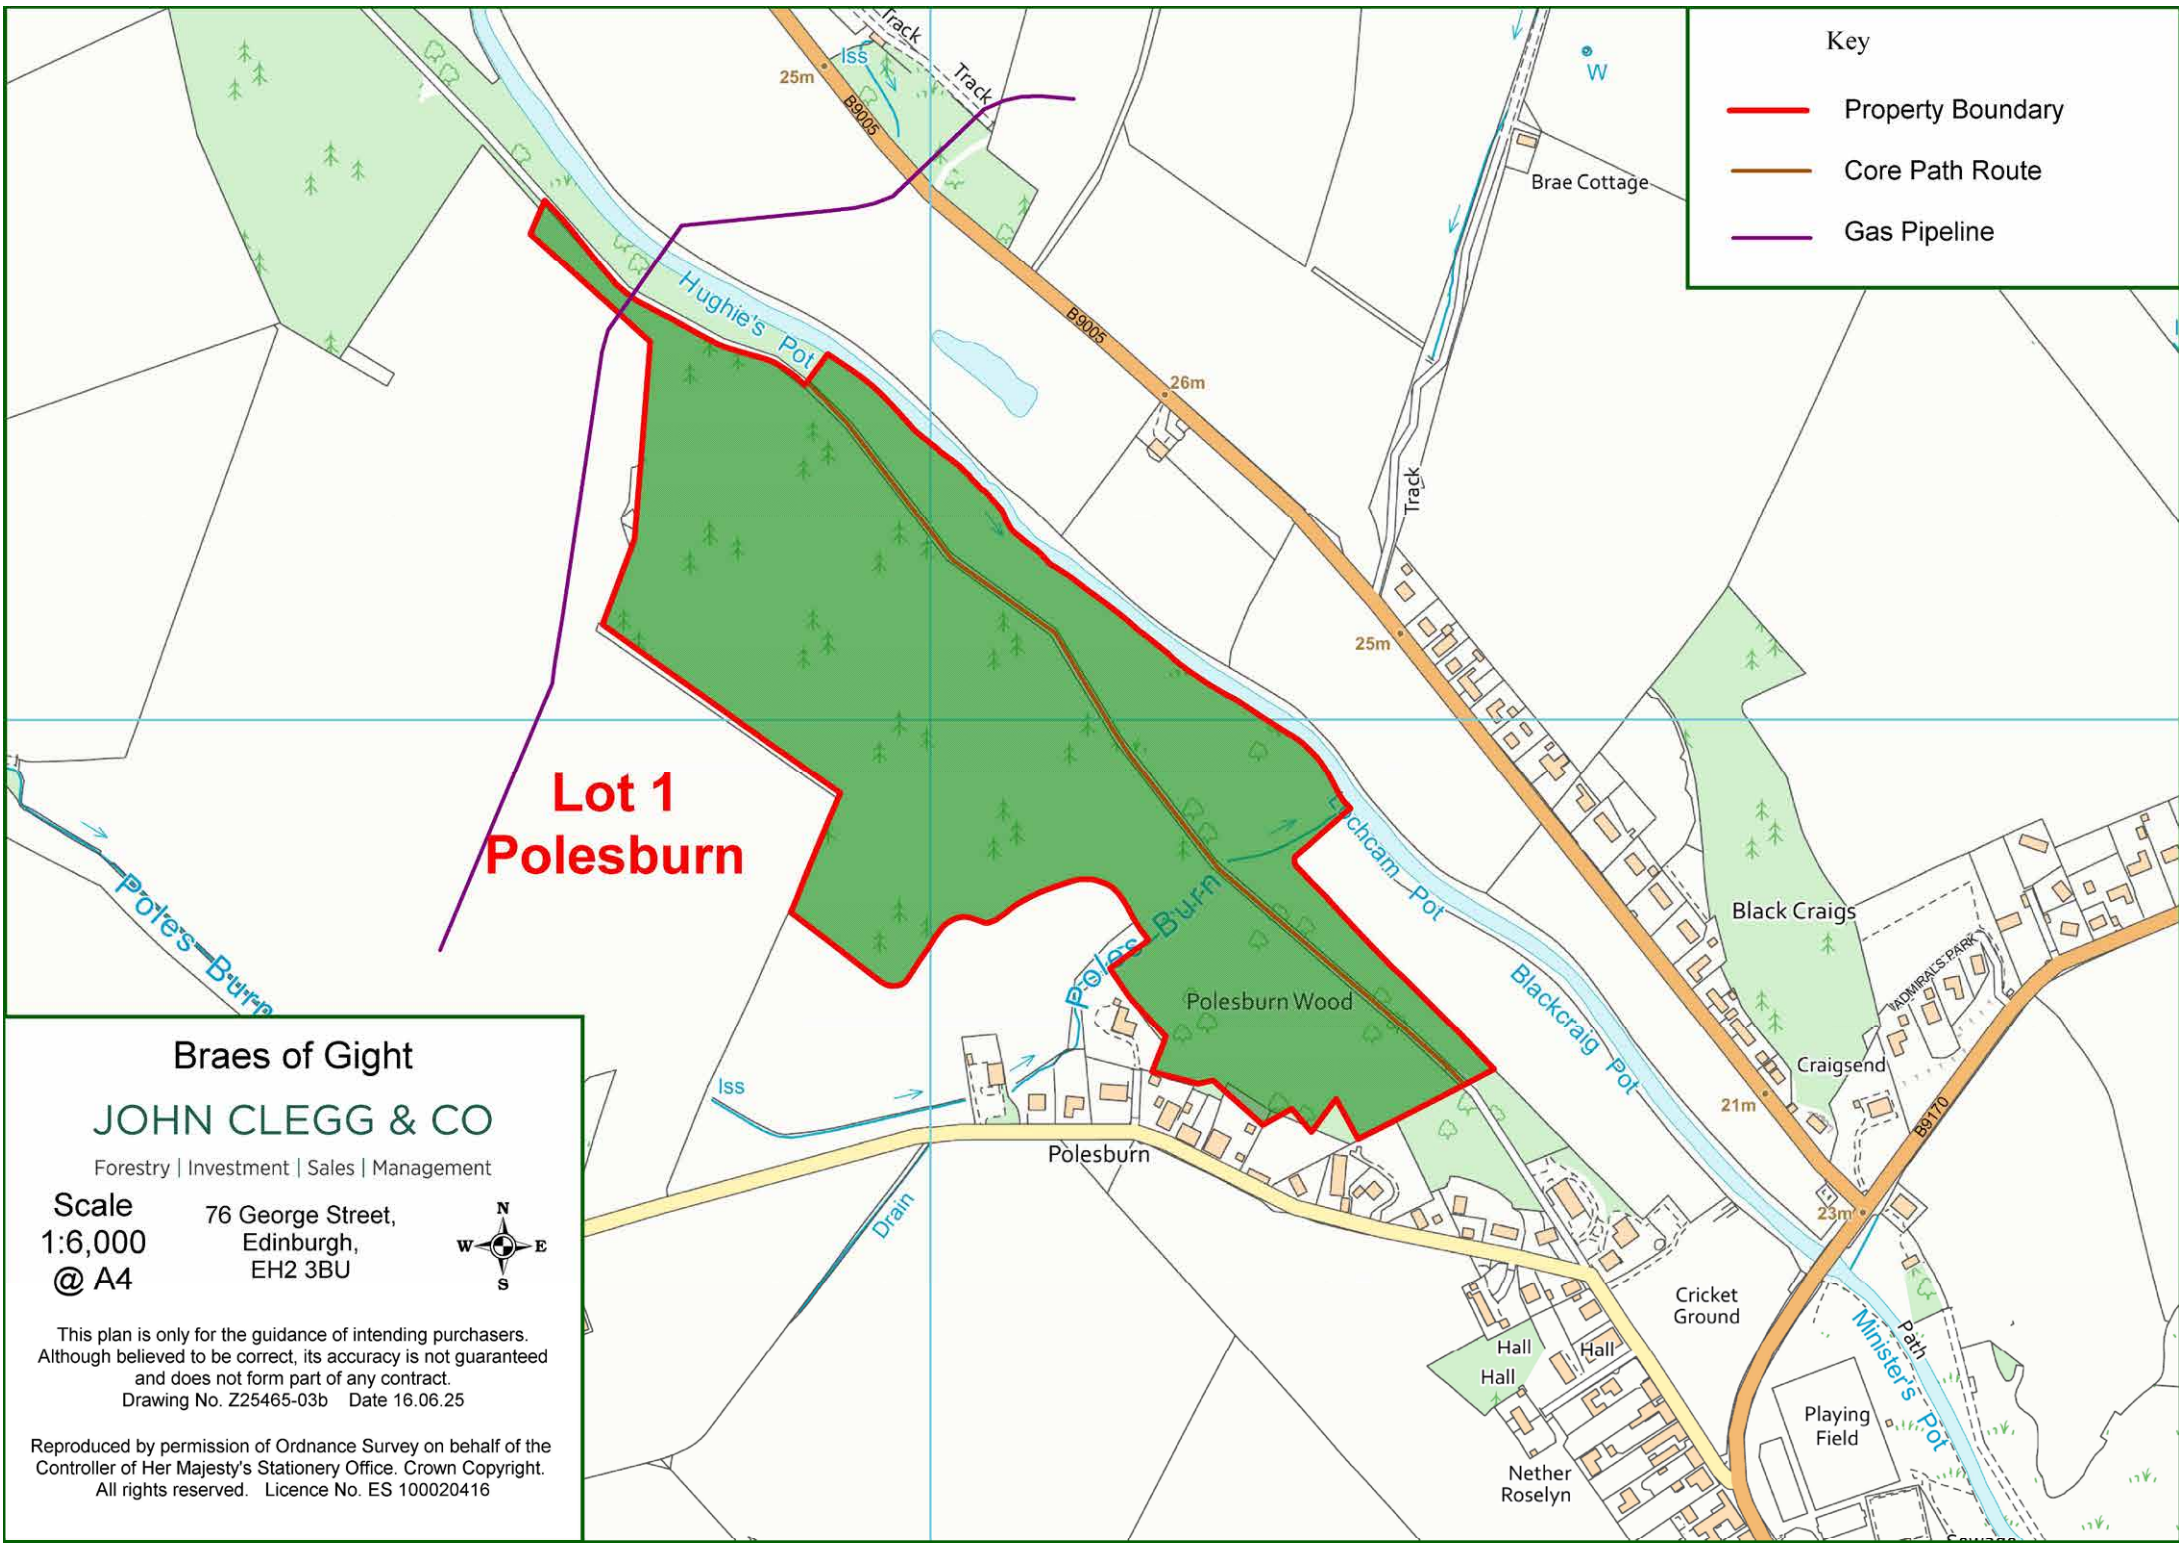 Key
Property Boundary
Core Path Route
Gas Pipeline
Track
Iss
Track
25m
B9005
W
Brae Cottage
Hughie's Pot
B9005
26m
Track
25m
Lot 1
Polesburn
Lochcam Pot
Poles Burn
Poles Burn
Black Craigs
ADMIRALS PARK
Blackcraig Pot
Polesburn Wood
Craigsend
21m
B9170
Iss
Polesburn
Drain
23m
Cricket
Ground
Hall
Hall
Hall
Path
Minister's Pot
Playing
Field
Nether
Roselyn
Braes of Gight
JOHN CLEGG & CO
Forestry | Investment | Sales | Management
Scale
1:6,000
@ A4
76 George Street,
Edinburgh,
EH2 3BU
N
W E
S
This plan is only for the guidance of intending purchasers.
Although believed to be correct, its accuracy is not guaranteed
and does not form part of any contract.
Drawing No. Z25465-03b Date 16.06.25
Reproduced by permission of Ordnance Survey on behalf of the
Controller of Her Majesty's Stationery Office. Crown Copyright.
All rights reserved. Licence No. ES 100020416